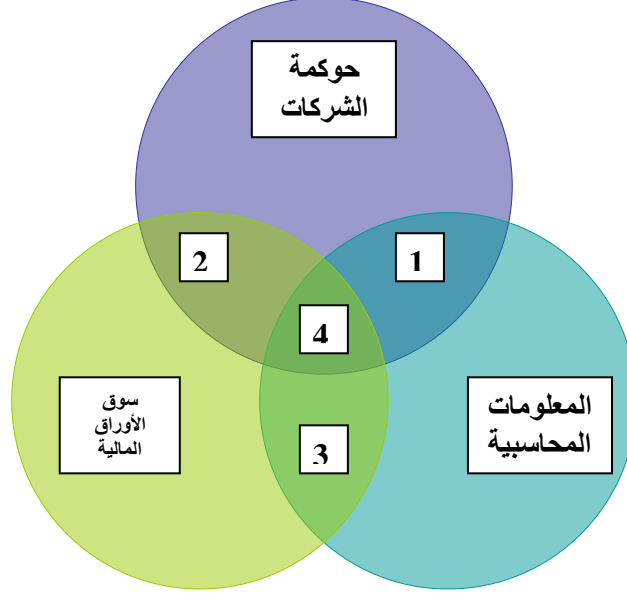 حوكمة
الشركات
2
1
4
سوق
الأوراق
المالية
المعلومات
المحاسبية
3